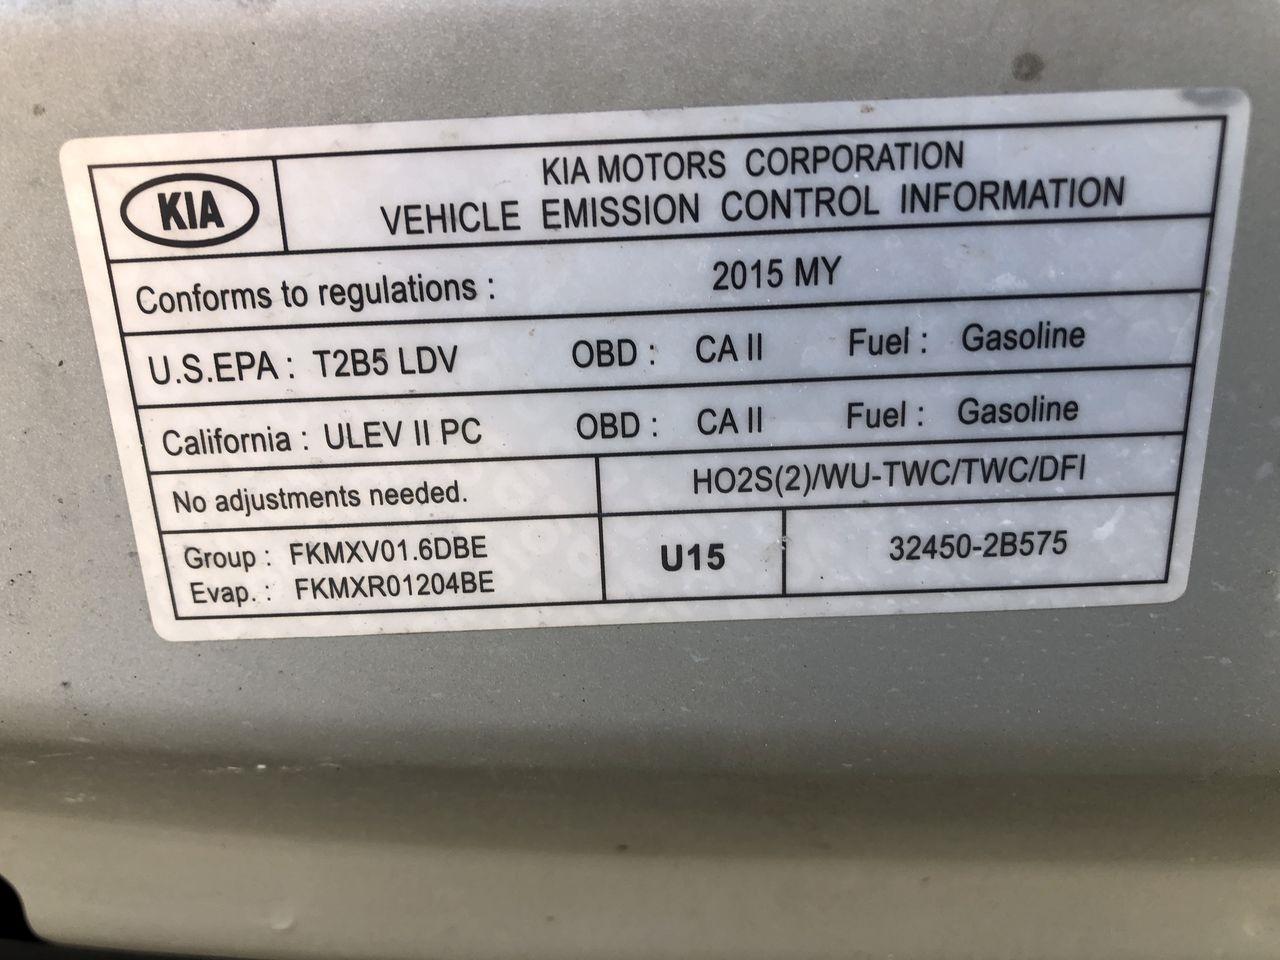 KIA
KIA MOTORS CORPORATION
VEHICLE EMISSION CONTROL INFORMATION
Conforms to regulations : 2015 MY
U.S.EPA : T2B5 LDV OBD : CA II Fuel : Gasoline
California : ULEV II PC OBD : CA II Fuel : Gasoline
No adjustments needed. HO2S(2)/WU-TWC/TWC/DFI
Group : FKMXV01.6DBE
Evap. : FKMXR01204BE
U15
32450-2B575